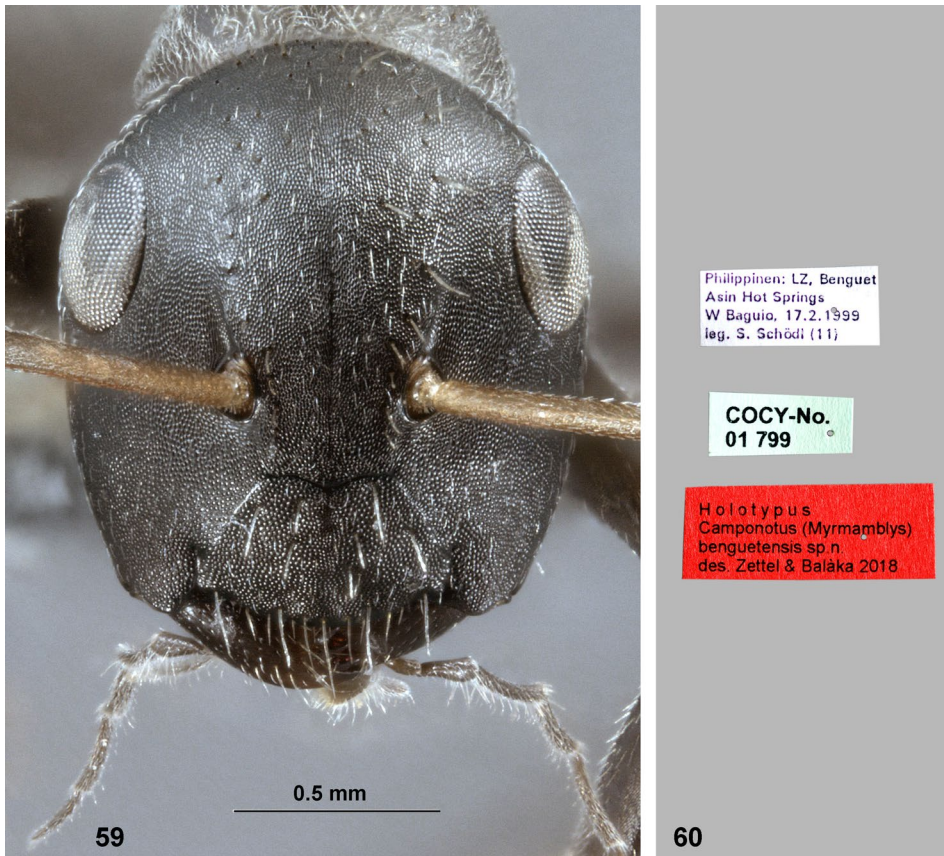 Philippinen: LZ, Benguet
Asin Hot Springs
W Baguio, 17.2.1999
leg. S. Schödl (11)
COCY-No.
01 799
Holotypus
Camponotus (Myrmamblys)
benguetensis sp.n.
des. Zettel & Balàka 2018
0.5 mm
59
60